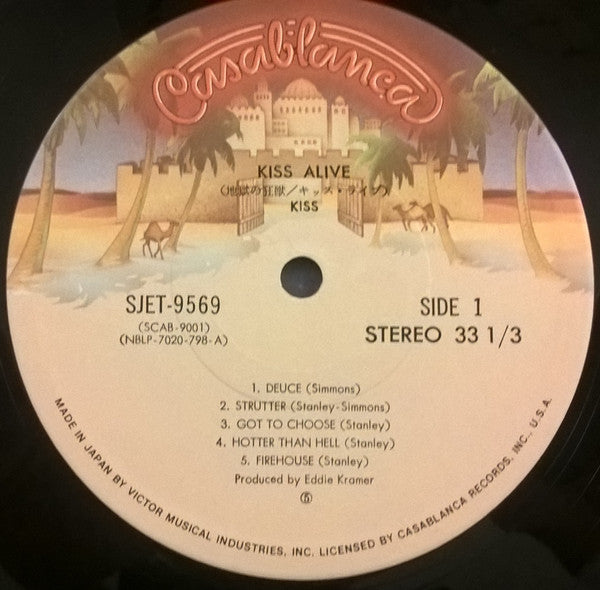 Casablanca
KISS ALIVE
(地獄の狂獣/キッス・ライブ)
KISS
SJET-9569
SIDE 1
(SCAB-9001)
(NBLP-7020-798-A)
STEREO 33 1/3
1. DEUCE (Simmons)
2. STRUTTER (Stanley-Simmons)
3. GOT TO CHOOSE (Stanley)
4. HOTTER THAN HELL (Stanley)
5. FIREHOUSE (Stanley)
Produced by Eddie Kramer
MADE IN JAPAN BY VICTOR MUSICAL INDUSTRIES, INC. LICENSED BY CASABLANCA RECORDS, INC., U.S.A.